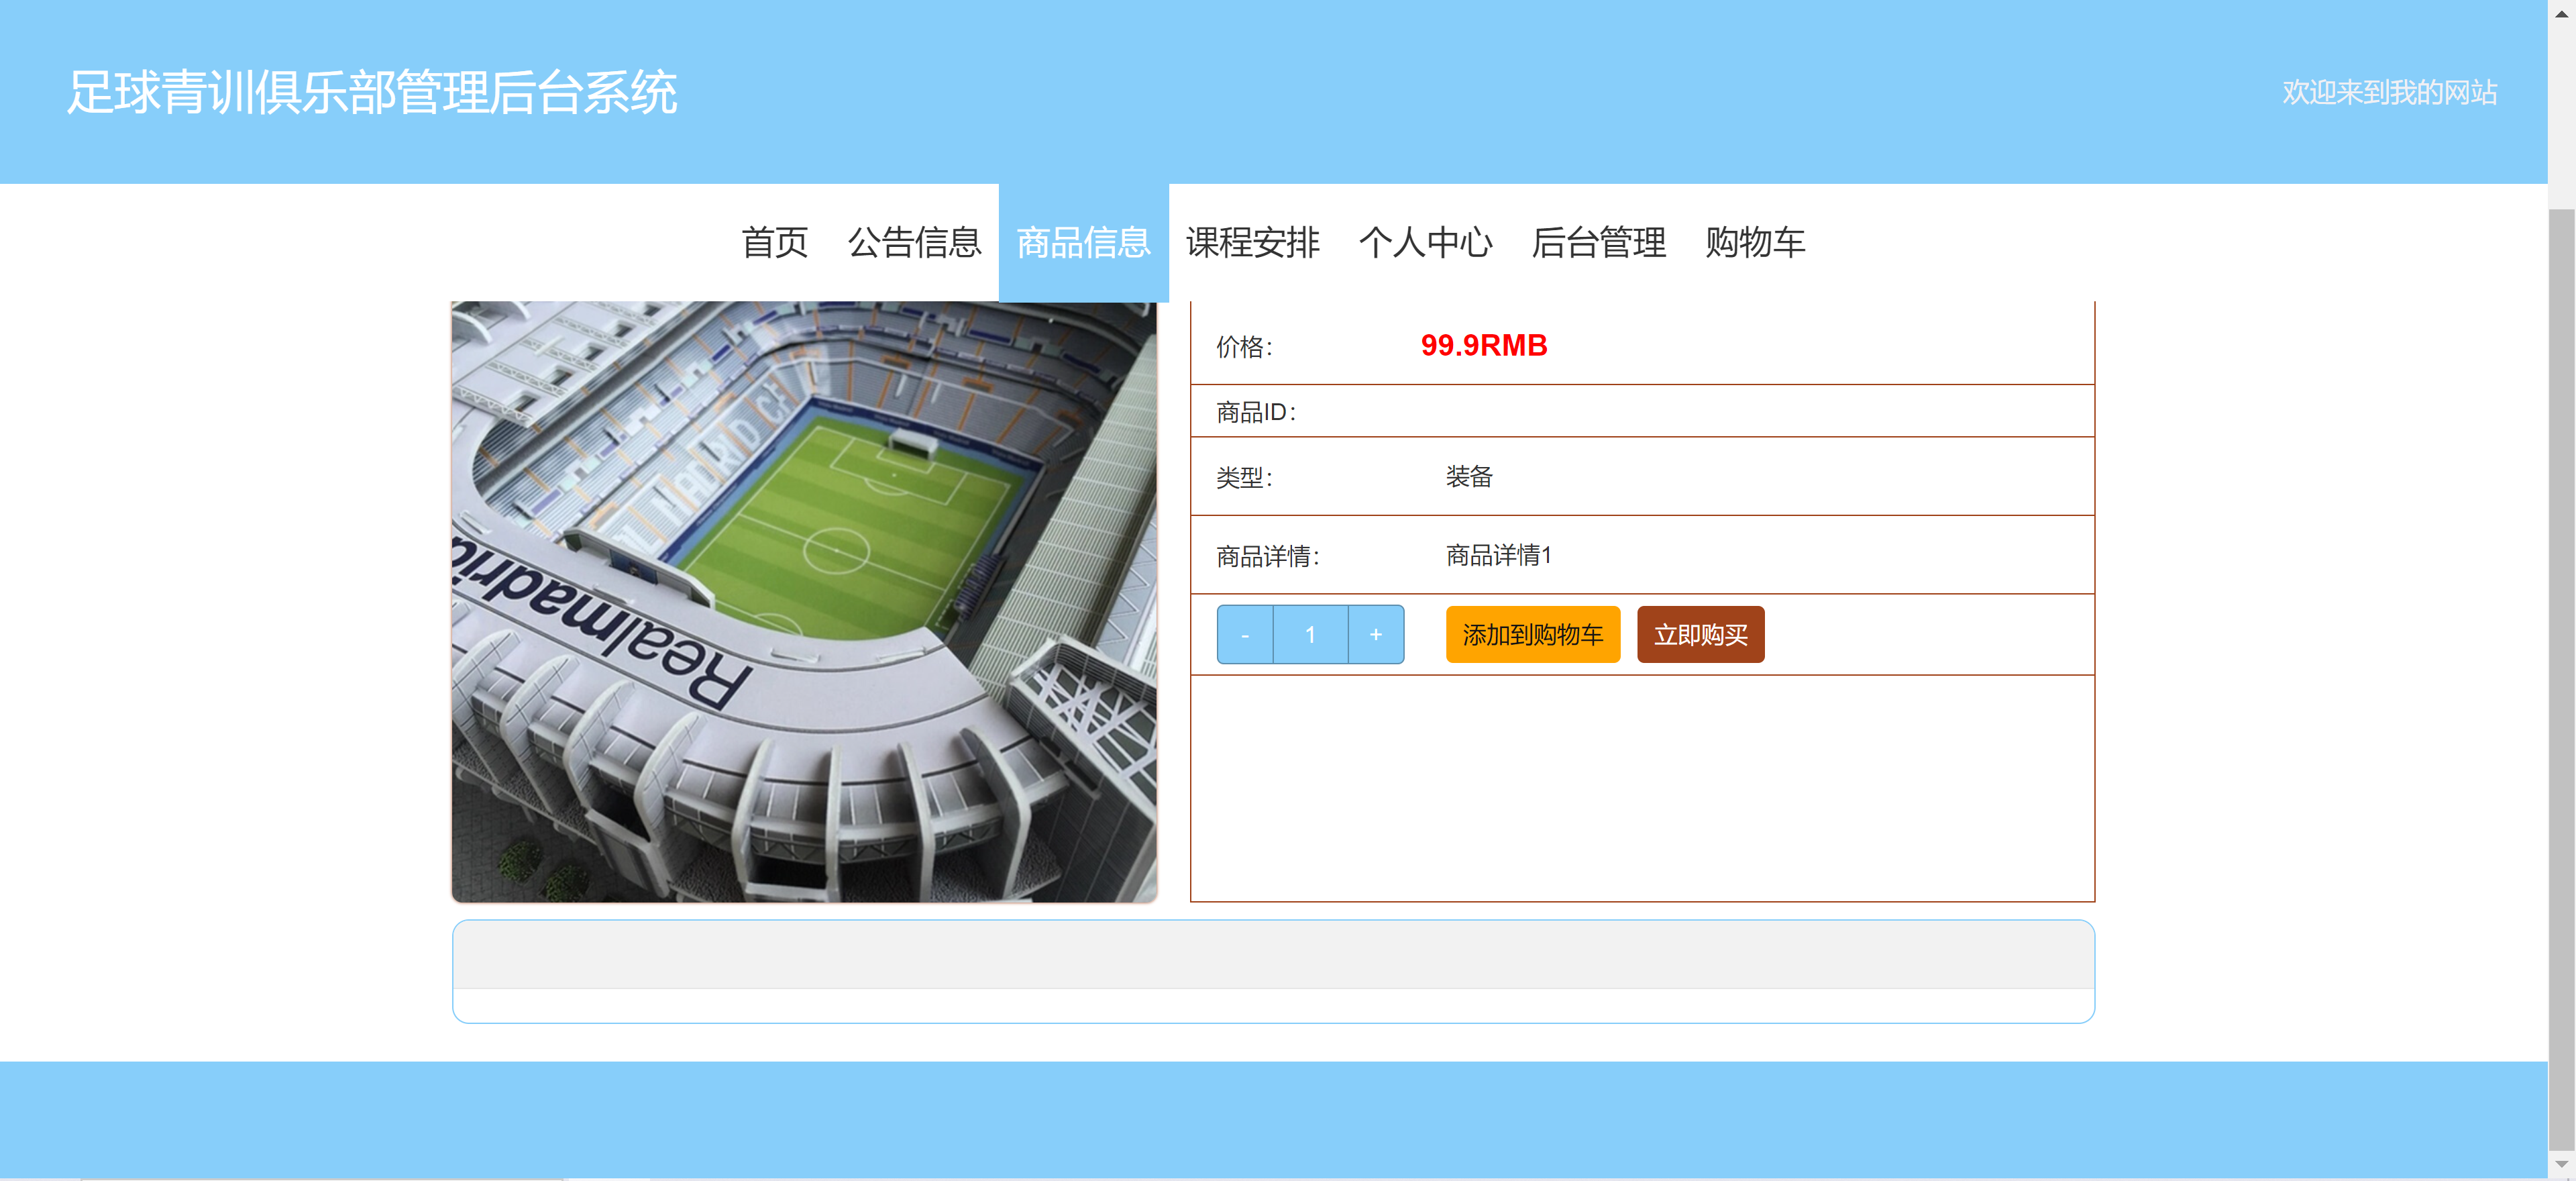 足球青训俱乐部管理后台系统
欢迎来到我的网站
首页 公告信息 商品信息 课程安排 个人中心 后台管理 购物车
价格： 99.9RMB
商品ID：
类型： 装备
商品详情： 商品详情1
- 1 + 添加到购物车 立即购买
MADRID CF
Realmadrid